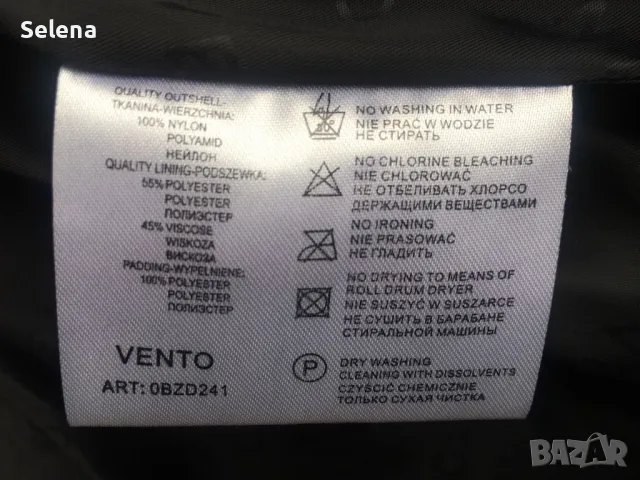 Selena
QUALITY OUTSHELL:
TKANINA-WIERZCHNIA:
100% NYLON
POLYAMID
НЕЙЛОН
QUALITY LINING-PODSZEWKA:
55% POLYESTER
POLYESTER
ПОЛИЭСТЕР
45% VISCOSE
WISKOZA
ВИСКОЗА
PADDING-WYPEŁNIENIE:
100% POLYESTER
POLYESTER
ПОЛИЭСТЕР
VENTO
ART: 0BZD241
NO WASHING IN WATER
NIE PRAĆ W WODZIE
НЕ СТИРАТЬ
NO CHLORINE BLEACHING
NIE CHLOROWAĆ
НЕ ОТБЕЛИВАТЬ ХЛОРСО
ДЕРЖАЩИМИ ВЕЩЕСТВАМИ
NO IRONING
NIE PRASOWAĆ
НЕ ГЛАДИТЬ
NO DRYING TO MEANS OF
ROLL DRUM DRYER
NIE SUSZYĆ W SUSZARCE
НЕ СУШИТЬ В БАРАБАНЕ
СТИРАЛЬНОЙ МАШИНЫ
P
DRY WASHING
CLEANING WITH DISSOLVENTS
CZYŚCIĆ CHEMICZNIE
ТОЛЬКО СУХАЯ ЧИСТКА
BAZAR